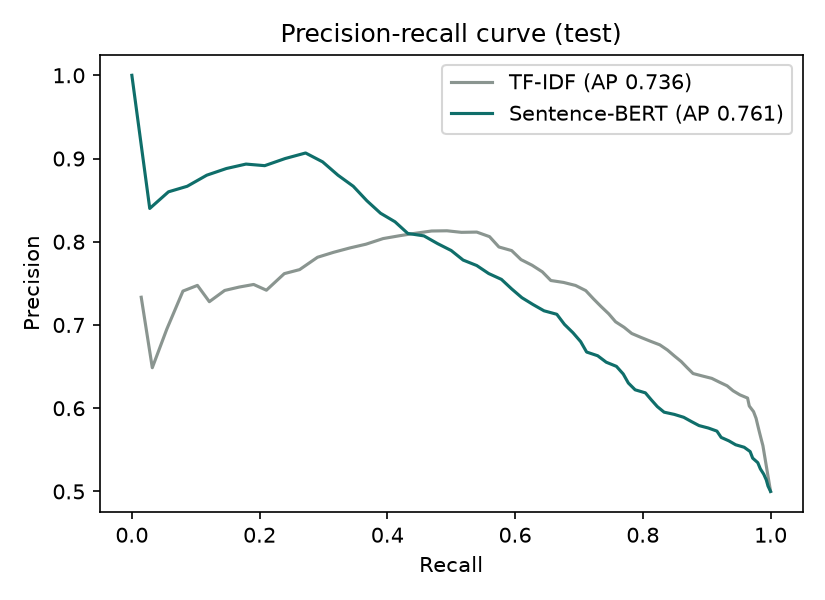 Precision-recall curve (test)
TF-IDF (AP 0.736)
Sentence-BERT (AP 0.761)
Precision
1.0
0.9
0.8
0.7
0.6
0.5
0.0 0.2 0.4 0.6 0.8 1.0
Recall